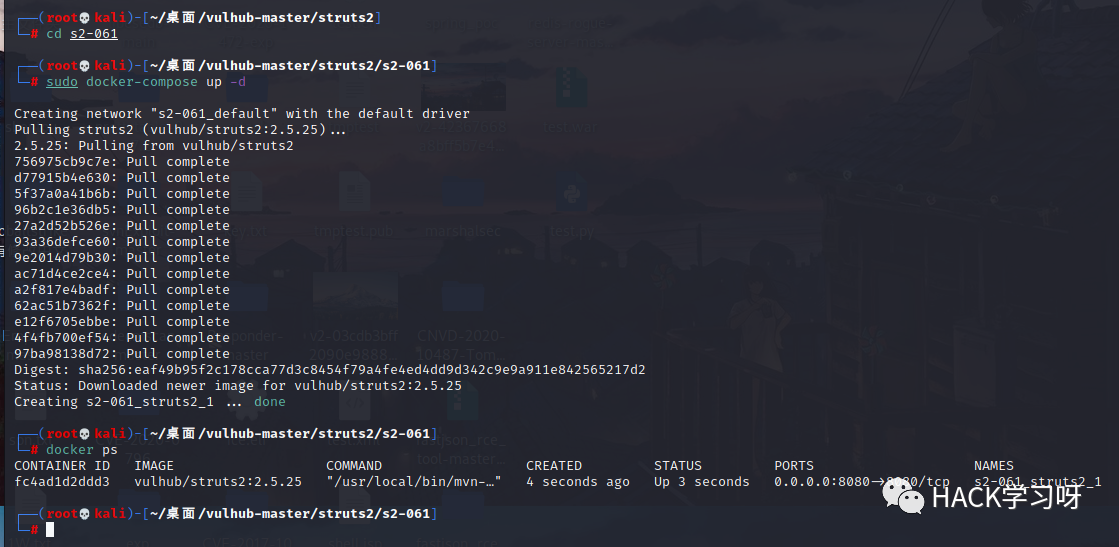 ┌──(root💀kali)-[~/桌面/vulhub-master/struts2]
└─# cd s2-061
┌──(root💀kali)-[~/桌面/vulhub-master/struts2/s2-061]
└─# sudo docker-compose up -d
Creating network "s2-061_default" with the default driver
Pulling struts2 (vulhub/struts2:2.5.25)...
2.5.25: Pulling from vulhub/struts2
756975cb9c7e: Pull complete
d77915b4e630: Pull complete
5f37a0a41b6b: Pull complete
96b2c1e36db5: Pull complete
27a2d52b526e: Pull complete
93a36defce60: Pull complete
9e2014d79b30: Pull complete
ac71d4ce2ce4: Pull complete
a2f817e4badf: Pull complete
62ac51b7362f: Pull complete
e12f6705ebbe: Pull complete
4f4fb700ef54: Pull complete
97ba98138d72: Pull complete
Digest: sha256:eaf49b95f2c178cca77d3c8454f79a4fe4ed4dd9d342c9e9a911e842565217d2
Status: Downloaded newer image for vulhub/struts2:2.5.25
Creating s2-061_struts2_1 ... done
┌──(root💀kali)-[~/桌面/vulhub-master/struts2/s2-061]
└─# docker ps
CONTAINER ID IMAGE COMMAND CREATED STATUS PORTS NAMES
fc4ad1d2ddd3 vulhub/struts2:2.5.25 "/usr/local/bin/mvn-…" 4 seconds ago Up 3 seconds 0.0.0.0:8080->8080/tcp s2-061_struts2_1
┌──(root💀kali)-[~/桌面/vulhub-master/struts2/s2-061]
└─#
HACK学习呀